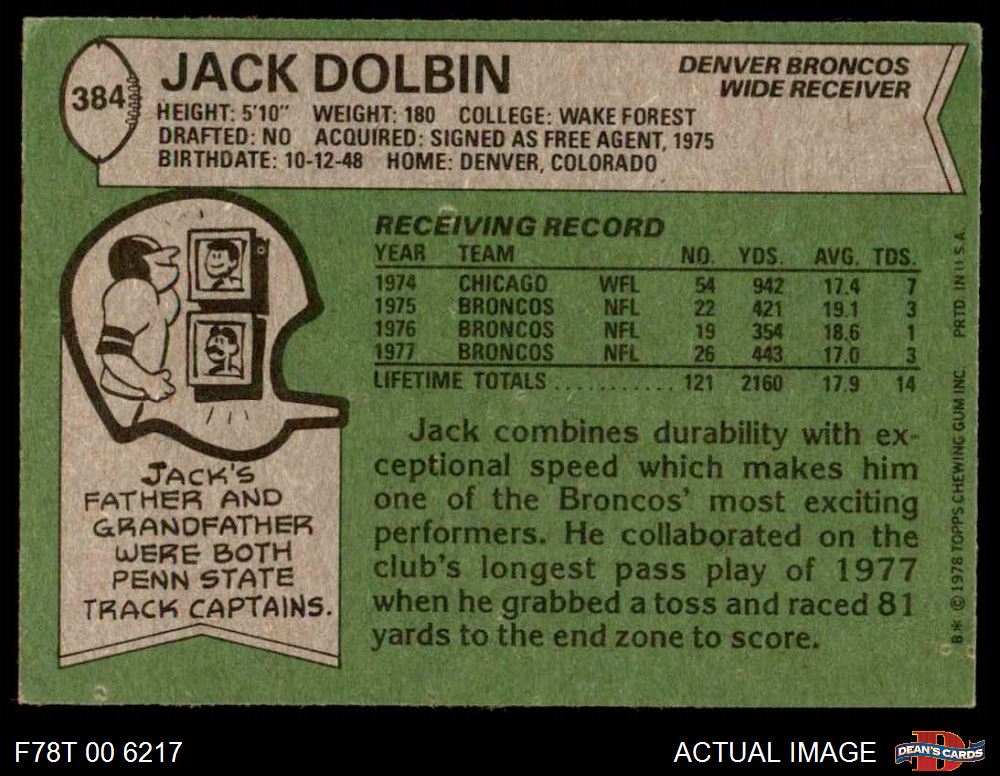 384
JACK DOLBIN
DENVER BRONCOS
WIDE RECEIVER
HEIGHT: 5'10" WEIGHT: 180 COLLEGE: WAKE FOREST
DRAFTED: NO ACQUIRED: SIGNED AS FREE AGENT, 1975
BIRTHDATE: 10-12-48 HOME: DENVER, COLORADO
RECEIVING RECORD
YEAR TEAM NO. YDS. AVG. TDS.
1974 CHICAGO WFL 54 942 17.4 7
1975 BRONCOS NFL 22 421 19.1 3
1976 BRONCOS NFL 19 354 18.6 1
1977 BRONCOS NFL 26 443 17.0 3
LIFETIME TOTALS ........... 121 2160 17.9 14
Jack combines durability with ex-
ceptional speed which makes him
one of the Broncos' most exciting
performers. He collaborated on the
club's longest pass play of 1977
when he grabbed a toss and raced 81
yards to the end zone to score.
JACK'S
FATHER AND
GRANDFATHER
WERE BOTH
PENN STATE
TRACK CAPTAINS.
B* © 1978 TOPPS CHEWING GUM INC. PRTD. IN U.S.A.
F78T 00 6217
ACTUAL IMAGE
D
DEAN'S CARDS